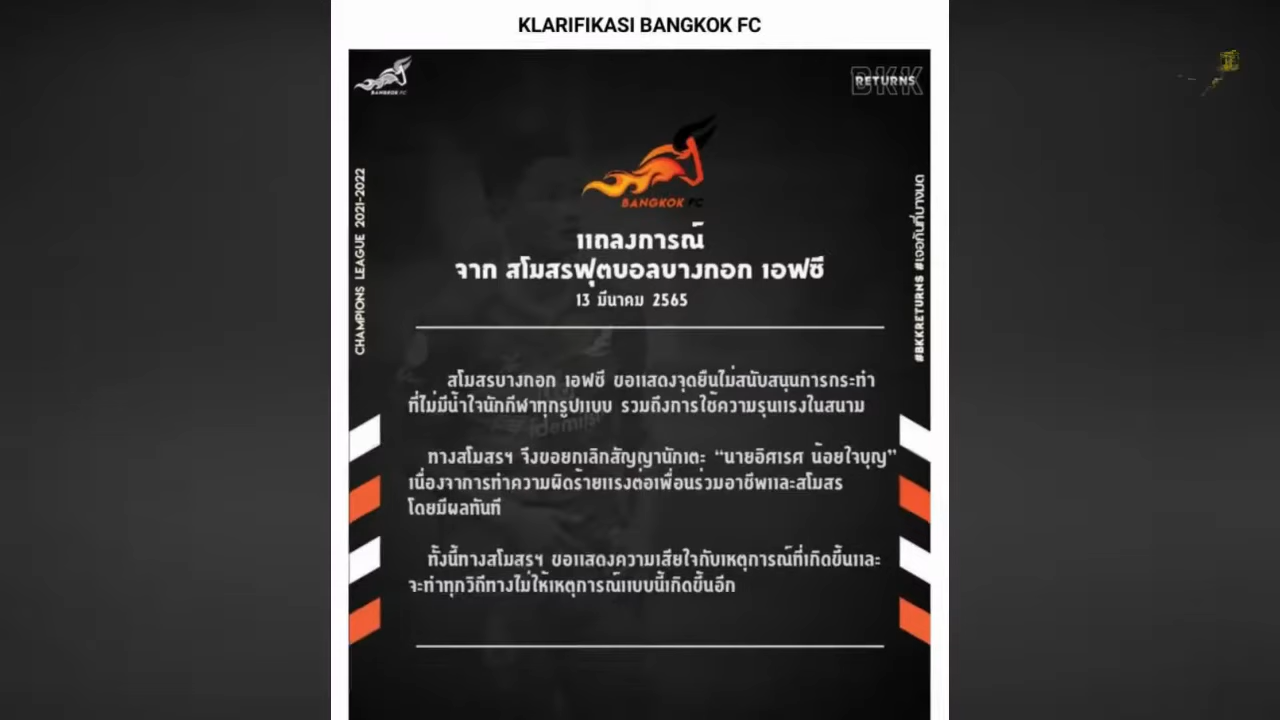 KLARIFIKASI BANGKOK FC
BANGKOK FC
BKK
RETURNS
BANGKOK FC
แถลงการณ์
จาก สโมสรฟุตบอลบางกอก เอฟซี
13 มีนาคม 2565
CHAMPIONS LEAGUE 2021-2022
#BKKRETURNS #เจอกันที่บางมด
สโมสรบางกอก เอฟซี ขอแสดงจุดยืนไม่สนับสนุนการกระทำ
ที่ไม่มีน้ำใจนักกีฬาทุกรูปแบบ รวมถึงการใช้ความรุนแรงในสนาม
ทางสโมสรฯ จึงขอยกเลิกสัญญานักเตะ “นายอิศเรศ น้อยใจบุญ”
เนื่องจาการทำความผิดร้ายแรงต่อเพื่อนร่วมอาชีพและสโมสร
โดยมีผลทันที
ทั้งนี้ทางสโมสรฯ ขอแสดงความเสียใจกับเหตุการณ์ที่เกิดขึ้นและ
จะทำทุกวิถีทางไม่ให้เหตุการณ์แบบนี้เกิดขึ้นอีก